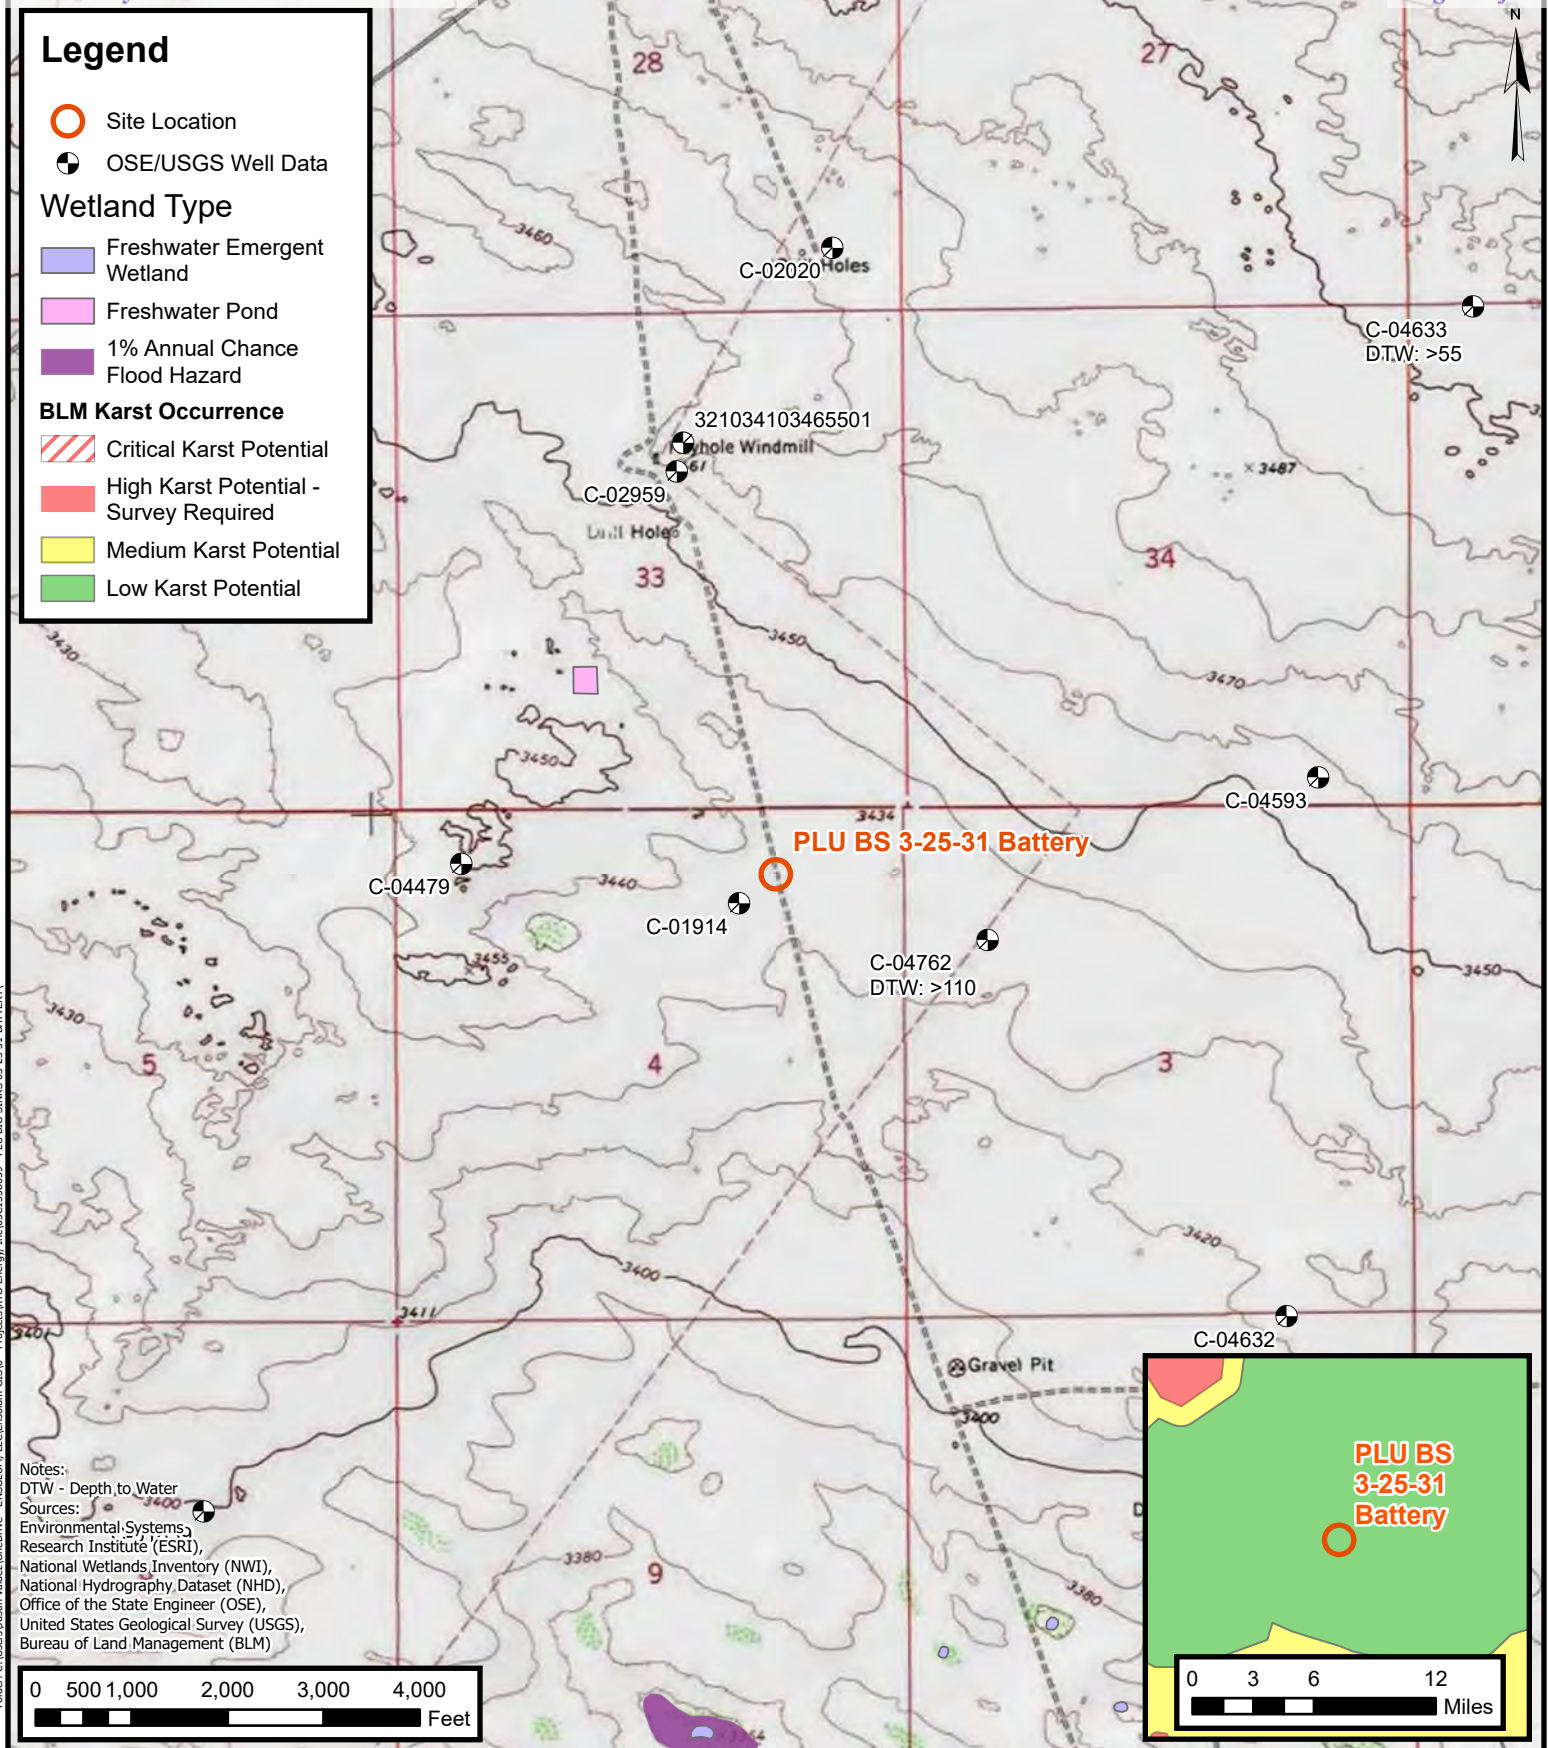 Legend
Site Location
OSE/USGS Well Data
Wetland Type
Freshwater Emergent
Wetland
Freshwater Pond
1% Annual Chance
Flood Hazard
BLM Karst Occurrence
Critical Karst Potential
High Karst Potential -
Survey Required
Medium Karst Potential
Low Karst Potential
N
28
27
3460
C-02020
Holes
C-04633
DTW: >55
321034103465501
hole Windmill
61
C-02959
Holes
3487
33
34
3430
3450
3470
3450
C-04593
3434
PLU BS 3-25-31 Battery
C-04479
3440
C-01914
C-04762
DTW: >110
3455
3450
3430
5
4
3
3420
3400
3411
3401
C-04632
Gravel Pit
3400
3400
3380
9
3380
3364
Notes:
DTW - Depth to Water
Sources:
Environmental Systems
Research Institute (ESRI),
National Wetlands Inventory (NWI),
National Hydrography Dataset (NHD),
Office of the State Engineer (OSE),
United States Geological Survey (USGS),
Bureau of Land Management (BLM)
0 500 1,000 2,000 3,000 4,000
Feet
PLU BS
3-25-31
Battery
0 3 6 12
Miles